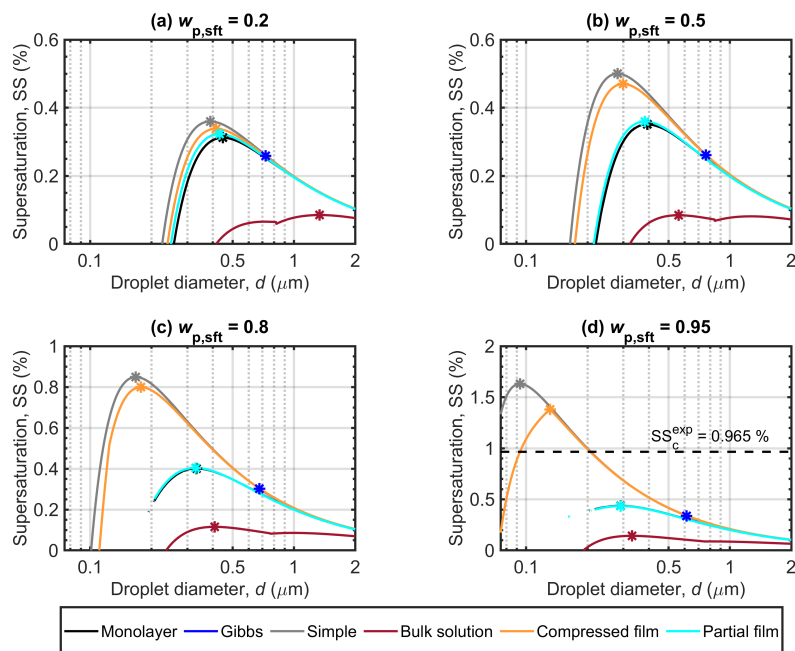 (a) w_p,sft = 0.2
(b) w_p,sft = 0.5
Supersaturation, SS (%)
0.6
0.4
0.2
0
0.1
0.5
1.0
2
Droplet diameter, d (μm)
Supersaturation, SS (%)
0.6
0.4
0.2
0
0.1
0.5
1.0
2
Droplet diameter, d (μm)
(c) w_p,sft = 0.8
(d) w_p,sft = 0.95
Supersaturation, SS (%)
1
0.8
0.6
0.4
0.2
0
0.1
0.5
1.0
2
Droplet diameter, d (μm)
Supersaturation, SS (%)
2
1.5
1
0.5
0
SS_c^exp = 0.965 %
0.1
0.5
1.0
2
Droplet diameter, d (μm)
Monolayer Gibbs Simple Bulk solution Compressed film Partial film